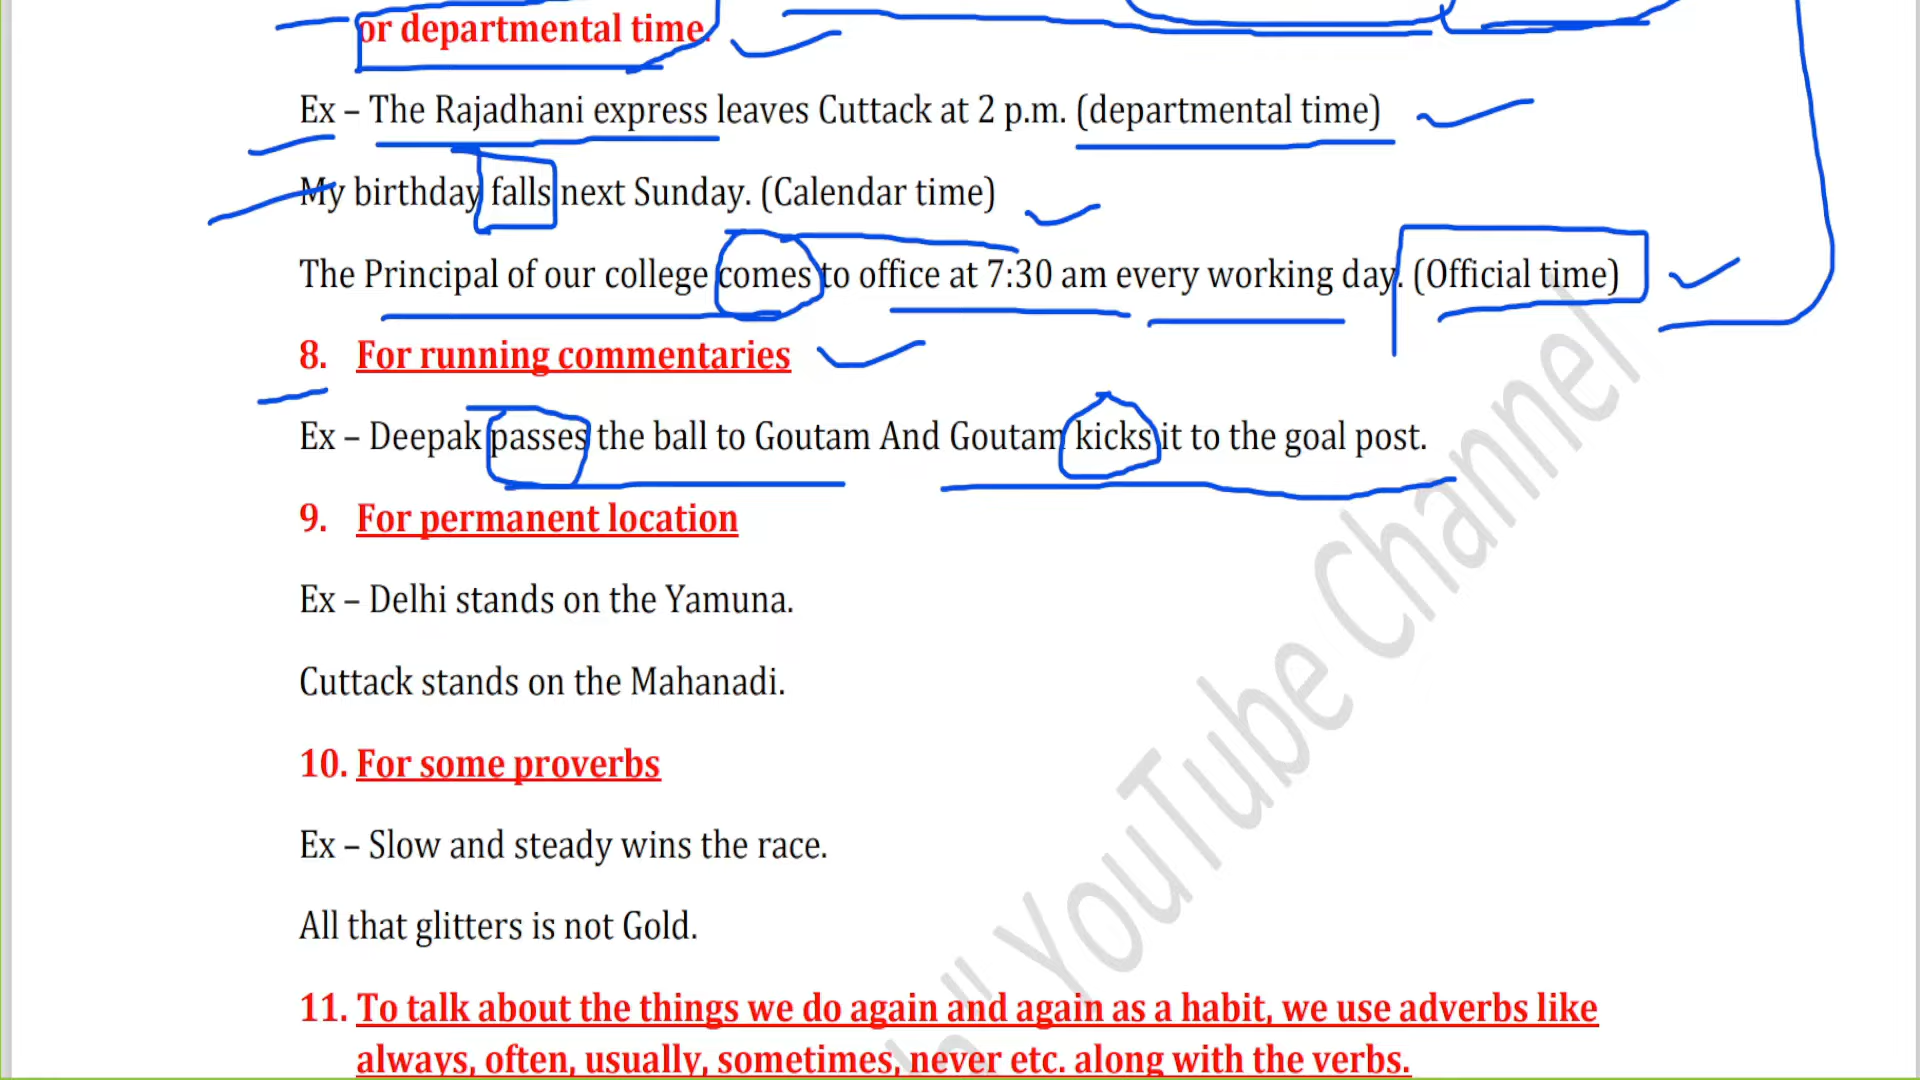 or departmental time.
Ex – The Rajadhani express leaves Cuttack at 2 p.m. (departmental time)
My birthday falls next Sunday. (Calendar time)
The Principal of our college comes to office at 7:30 am every working day. (Official time)
8. For running commentaries
Ex – Deepak passes the ball to Goutam And Goutam kicks it to the goal post.
9. For permanent location
Ex – Delhi stands on the Yamuna.
Cuttack stands on the Mahanadi.
10. For some proverbs
Ex – Slow and steady wins the race.
All that glitters is not Gold.
11. To talk about the things we do again and again as a habit, we use adverbs like
always, often, usually, sometimes, never etc. along with the verbs.
" YouTube Channel